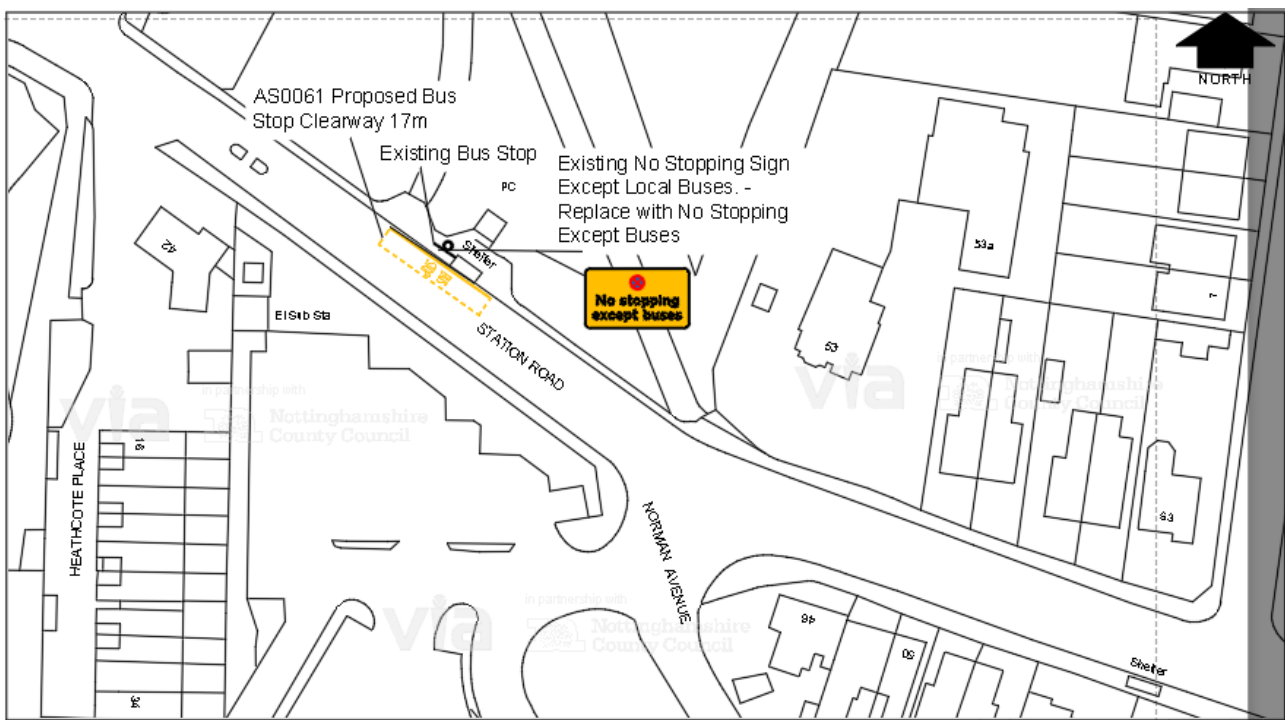 NORTH
AS0061 Proposed Bus
Stop Clearway 17m
Existing Bus Stop
Existing No Stopping Sign
Except Local Buses. -
Replace with No Stopping
Except Buses
PC
Shelter
42
53a
El Sub Sta
No stopping
except buses
STATION ROAD
53
1
via
in partnership with
Nottinghamshire
County Council
via
in partnership with
Nottinghamshire
County Council
16
HEATHCOTE PLACE
63
NORMAN AVENUE
via
in partnership with
Nottinghamshire
County Council
46
50
Shelter
34